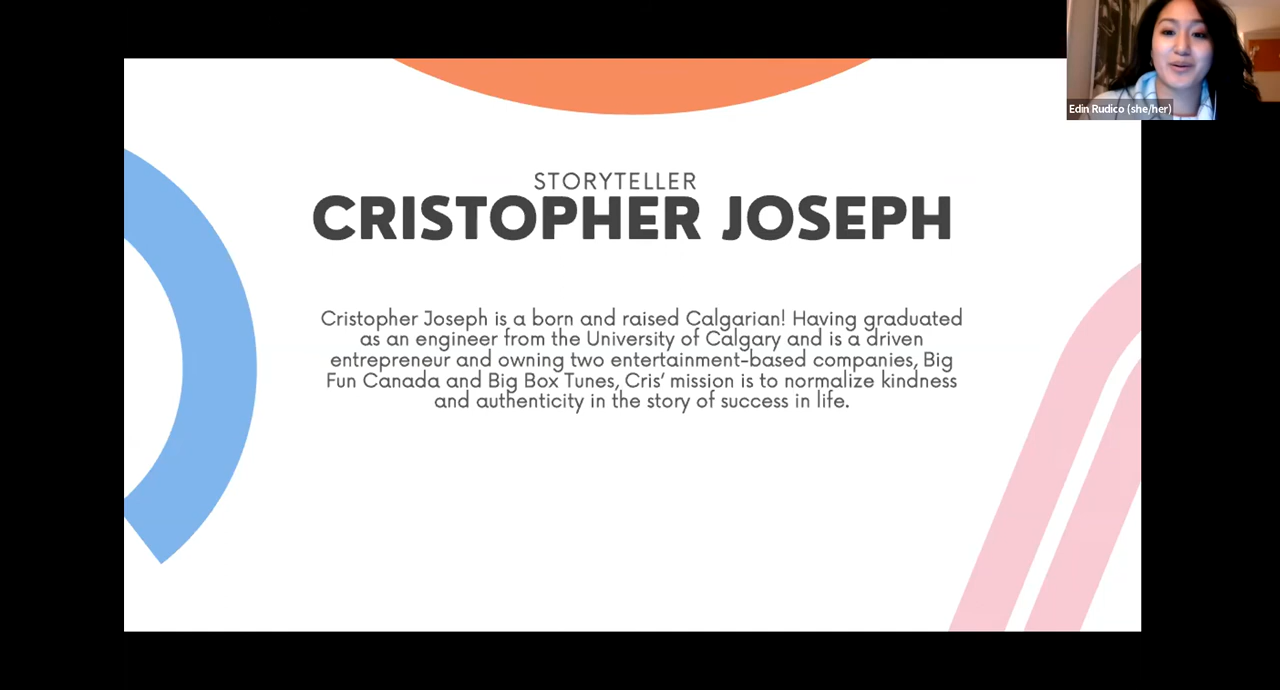 Edin Rudico (she/her)
STORYTELLER
CRISTOPHER JOSEPH
Cristopher Joseph is a born and raised Calgarian! Having graduated
as an engineer from the University of Calgary and is a driven
entrepreneur and owning two entertainment-based companies, Big
Fun Canada and Big Box Tunes, Cris' mission is to normalize kindness
and authenticity in the story of success in life.